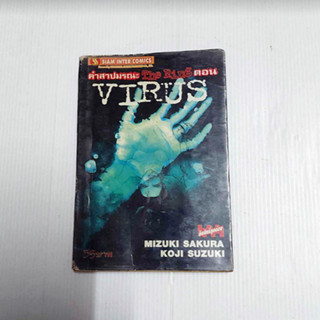 SIAM INTER COMICS
คำสาปมรณะ The Ring ตอน
VIRUS
MIZUKI SAKURA
KOJI SUZUKI